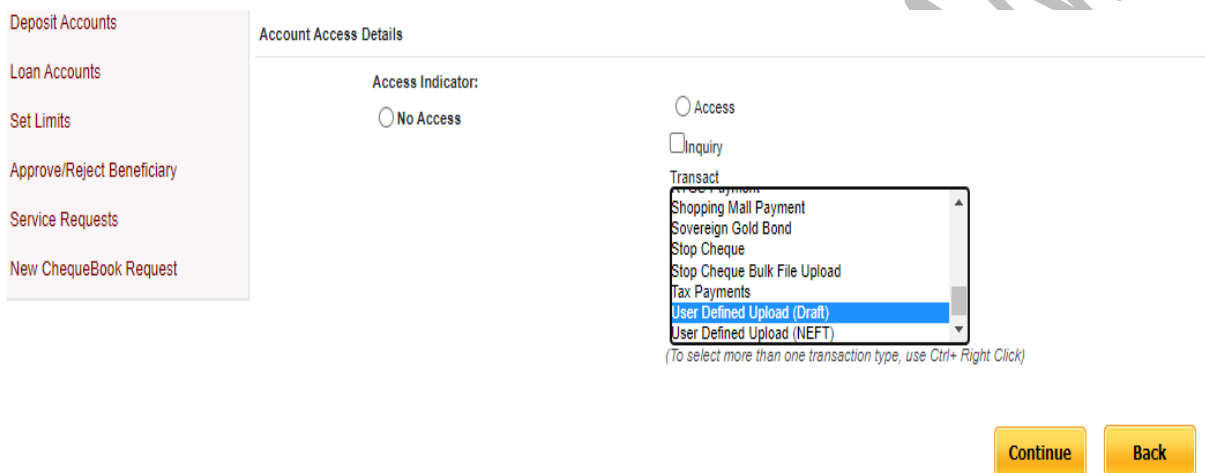 Deposit Accounts
Loan Accounts
Set Limits
Approve/Reject Beneficiary
Service Requests
New ChequeBook Request
Account Access Details
Access Indicator:
No Access
Access
Inquiry
Transact
Payment
Shopping Mall Payment
Sovereign Gold Bond
Stop Cheque
Stop Cheque Bulk File Upload
Tax Payments
User Defined Upload (Draft)
User Defined Upload (NEFT)
(To select more than one transaction type, use Ctrl+ Right Click)
Continue
Back